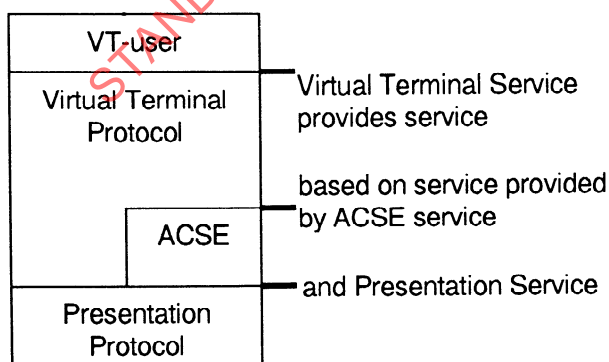 VT-user
Virtual Terminal
Protocol
Virtual Terminal Service
provides service
based on service provided
by ACSE service
ACSE
and Presentation Service
Presentation
Protocol
STAND